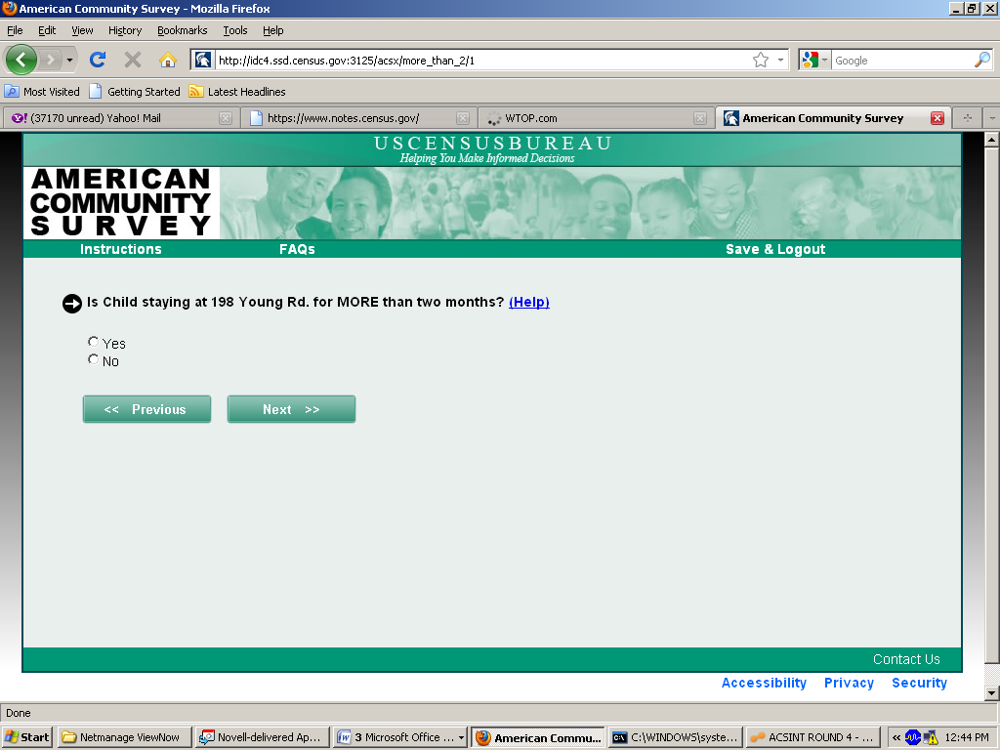 American Community Survey - Mozilla Firefox
File Edit View History Bookmarks Tools Help
http://idc4.ssd.census.gov:3125/acsx/more_than_2/1 Google
Most Visited Getting Started Latest Headlines
(37170 unread) Yahoo! Mail https://www.notes.census.gov/ WTOP.com American Community Survey
USCENSUSBUREAU
Helping You Make Informed Decisions
AMERICAN
COMMUNITY
SURVEY
Instructions FAQs Save & Logout
Is Child staying at 198 Young Rd. for MORE than two months? (Help)
Yes
No
<< Previous Next >>
Contact Us
Accessibility Privacy Security
Done
Start Netmanage ViewNow Novell-delivered Ap... 3 Microsoft Office ... American Commu... C:\WINDOWS\syste... ACSINT ROUND 4 - ... « 12:44 PM